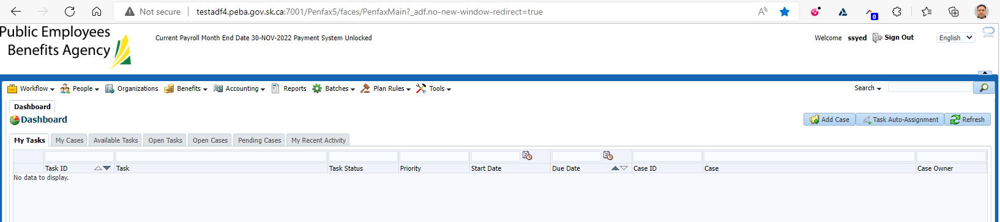 Not secure testadf4.peba.gov.sk.ca:7001/Penfax5/faces/PenfaxMain?_adf.no-new-window-redirect=true
0
Public Employees
Benefits Agency
Current Payroll Month End Date 30-NOV-2022 Payment System Unlocked
Welcome ssyed Sign Out English
Workflow People Organizations Benefits Accounting Reports Batches Plan Rules Tools Search
Dashboard
Dashboard
Add Case Task Auto-Assignment Refresh
My Tasks My Cases Available Tasks Open Tasks Open Cases Pending Cases My Recent Activity
Task ID Task Task Status Priority Start Date Due Date Case ID Case Case Owner
No data to display.